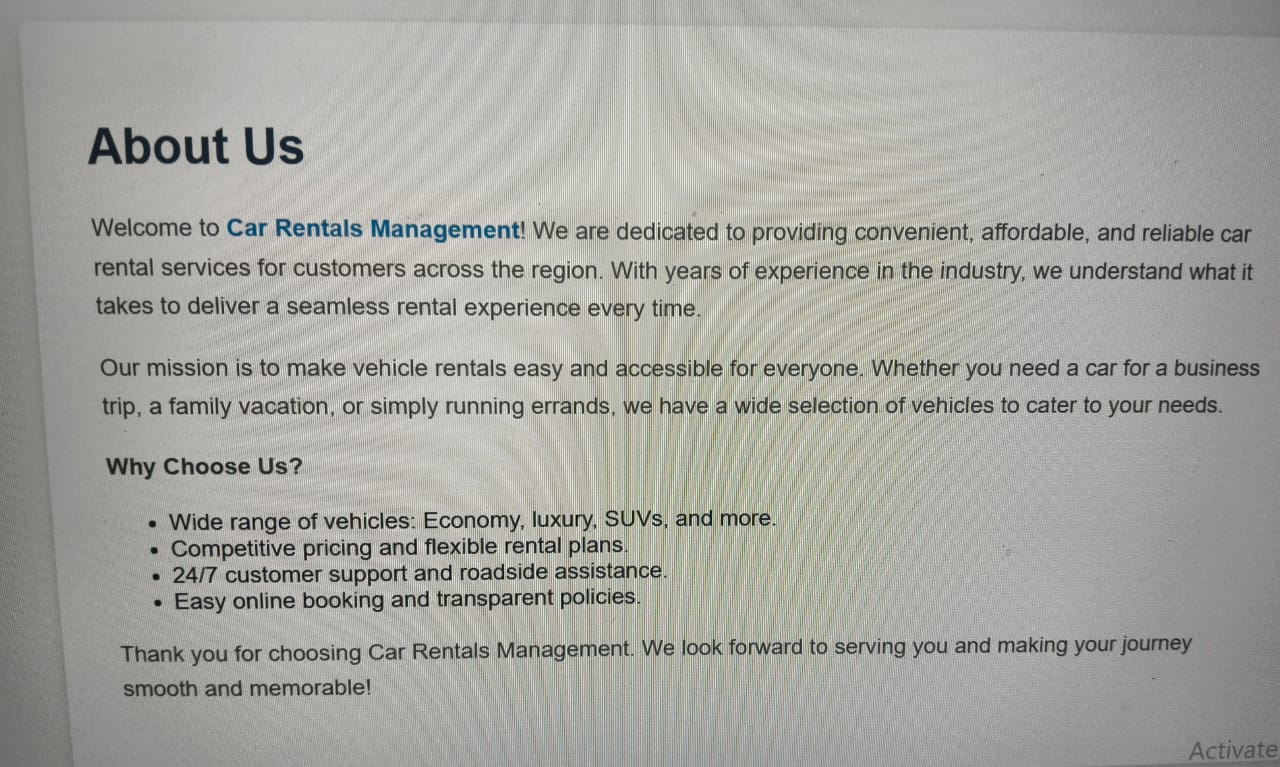 About Us
Welcome to Car Rentals Management! We are dedicated to providing convenient, affordable, and reliable car
rental services for customers across the region. With years of experience in the industry, we understand what it
takes to deliver a seamless rental experience every time.
Our mission is to make vehicle rentals easy and accessible for everyone. Whether you need a car for a business
trip, a family vacation, or simply running errands, we have a wide selection of vehicles to cater to your needs.
Why Choose Us?
• Wide range of vehicles: Economy, luxury, SUVs, and more.
• Competitive pricing and flexible rental plans.
• 24/7 customer support and roadside assistance.
• Easy online booking and transparent policies.
Thank you for choosing Car Rentals Management. We look forward to serving you and making your journey
smooth and memorable!
Activate